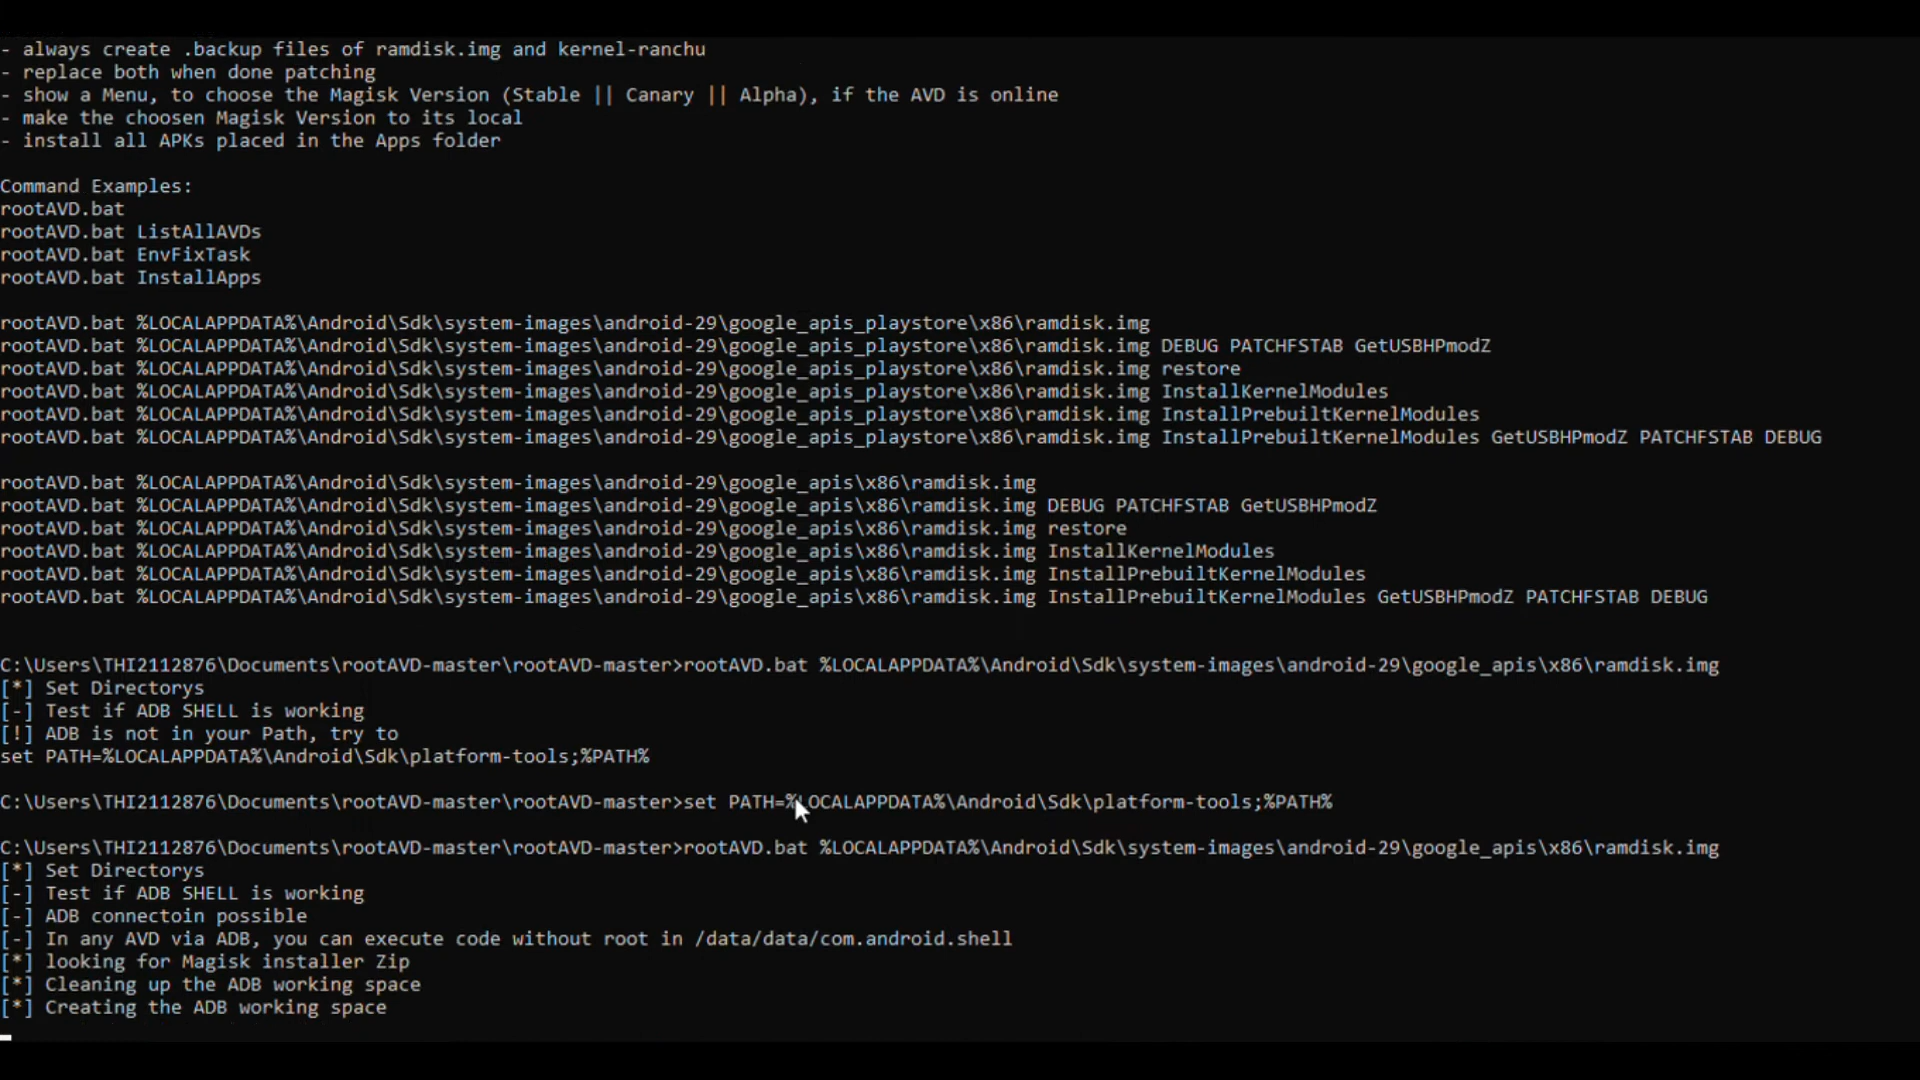 - always create .backup files of ramdisk.img and kernel-ranchu
- replace both when done patching
- show a Menu, to choose the Magisk Version (Stable || Canary || Alpha), if the AVD is online
- make the choosen Magisk Version to its local
- install all APKs placed in the Apps folder
Command Examples:
rootAVD.bat
rootAVD.bat ListAllAVDs
rootAVD.bat EnvFixTask
rootAVD.bat InstallApps
rootAVD.bat %LOCALAPPDATA%\Android\Sdk\system-images\android-29\google_apis_playstore\x86\ramdisk.img
rootAVD.bat %LOCALAPPDATA%\Android\Sdk\system-images\android-29\google_apis_playstore\x86\ramdisk.img DEBUG PATCHFSTAB GetUSBHPmodZ
rootAVD.bat %LOCALAPPDATA%\Android\Sdk\system-images\android-29\google_apis_playstore\x86\ramdisk.img restore
rootAVD.bat %LOCALAPPDATA%\Android\Sdk\system-images\android-29\google_apis_playstore\x86\ramdisk.img InstallKernelModules
rootAVD.bat %LOCALAPPDATA%\Android\Sdk\system-images\android-29\google_apis_playstore\x86\ramdisk.img InstallPrebuiltKernelModules
rootAVD.bat %LOCALAPPDATA%\Android\Sdk\system-images\android-29\google_apis_playstore\x86\ramdisk.img InstallPrebuiltKernelModules GetUSBHPmodZ PATCHFSTAB DEBUG
rootAVD.bat %LOCALAPPDATA%\Android\Sdk\system-images\android-29\google_apis\x86\ramdisk.img
rootAVD.bat %LOCALAPPDATA%\Android\Sdk\system-images\android-29\google_apis\x86\ramdisk.img DEBUG PATCHFSTAB GetUSBHPmodZ
rootAVD.bat %LOCALAPPDATA%\Android\Sdk\system-images\android-29\google_apis\x86\ramdisk.img restore
rootAVD.bat %LOCALAPPDATA%\Android\Sdk\system-images\android-29\google_apis\x86\ramdisk.img InstallKernelModules
rootAVD.bat %LOCALAPPDATA%\Android\Sdk\system-images\android-29\google_apis\x86\ramdisk.img InstallPrebuiltKernelModules
rootAVD.bat %LOCALAPPDATA%\Android\Sdk\system-images\android-29\google_apis\x86\ramdisk.img InstallPrebuiltKernelModules GetUSBHPmodZ PATCHFSTAB DEBUG
C:\Users\THI2112876\Documents\rootAVD-master\rootAVD-master>rootAVD.bat %LOCALAPPDATA%\Android\Sdk\system-images\android-29\google_apis\x86\ramdisk.img
[*] Set Directorys
[-] Test if ADB SHELL is working
[!] ADB is not in your Path, try to
set PATH=%LOCALAPPDATA%\Android\Sdk\platform-tools;%PATH%
C:\Users\THI2112876\Documents\rootAVD-master\rootAVD-master>set PATH=%LOCALAPPDATA%\Android\Sdk\platform-tools;%PATH%
C:\Users\THI2112876\Documents\rootAVD-master\rootAVD-master>rootAVD.bat %LOCALAPPDATA%\Android\Sdk\system-images\android-29\google_apis\x86\ramdisk.img
[*] Set Directorys
[-] Test if ADB SHELL is working
[-] ADB connectoin possible
[-] In any AVD via ADB, you can execute code without root in /data/data/com.android.shell
[*] looking for Magisk installer Zip
[*] Cleaning up the ADB working space
[*] Creating the ADB working space